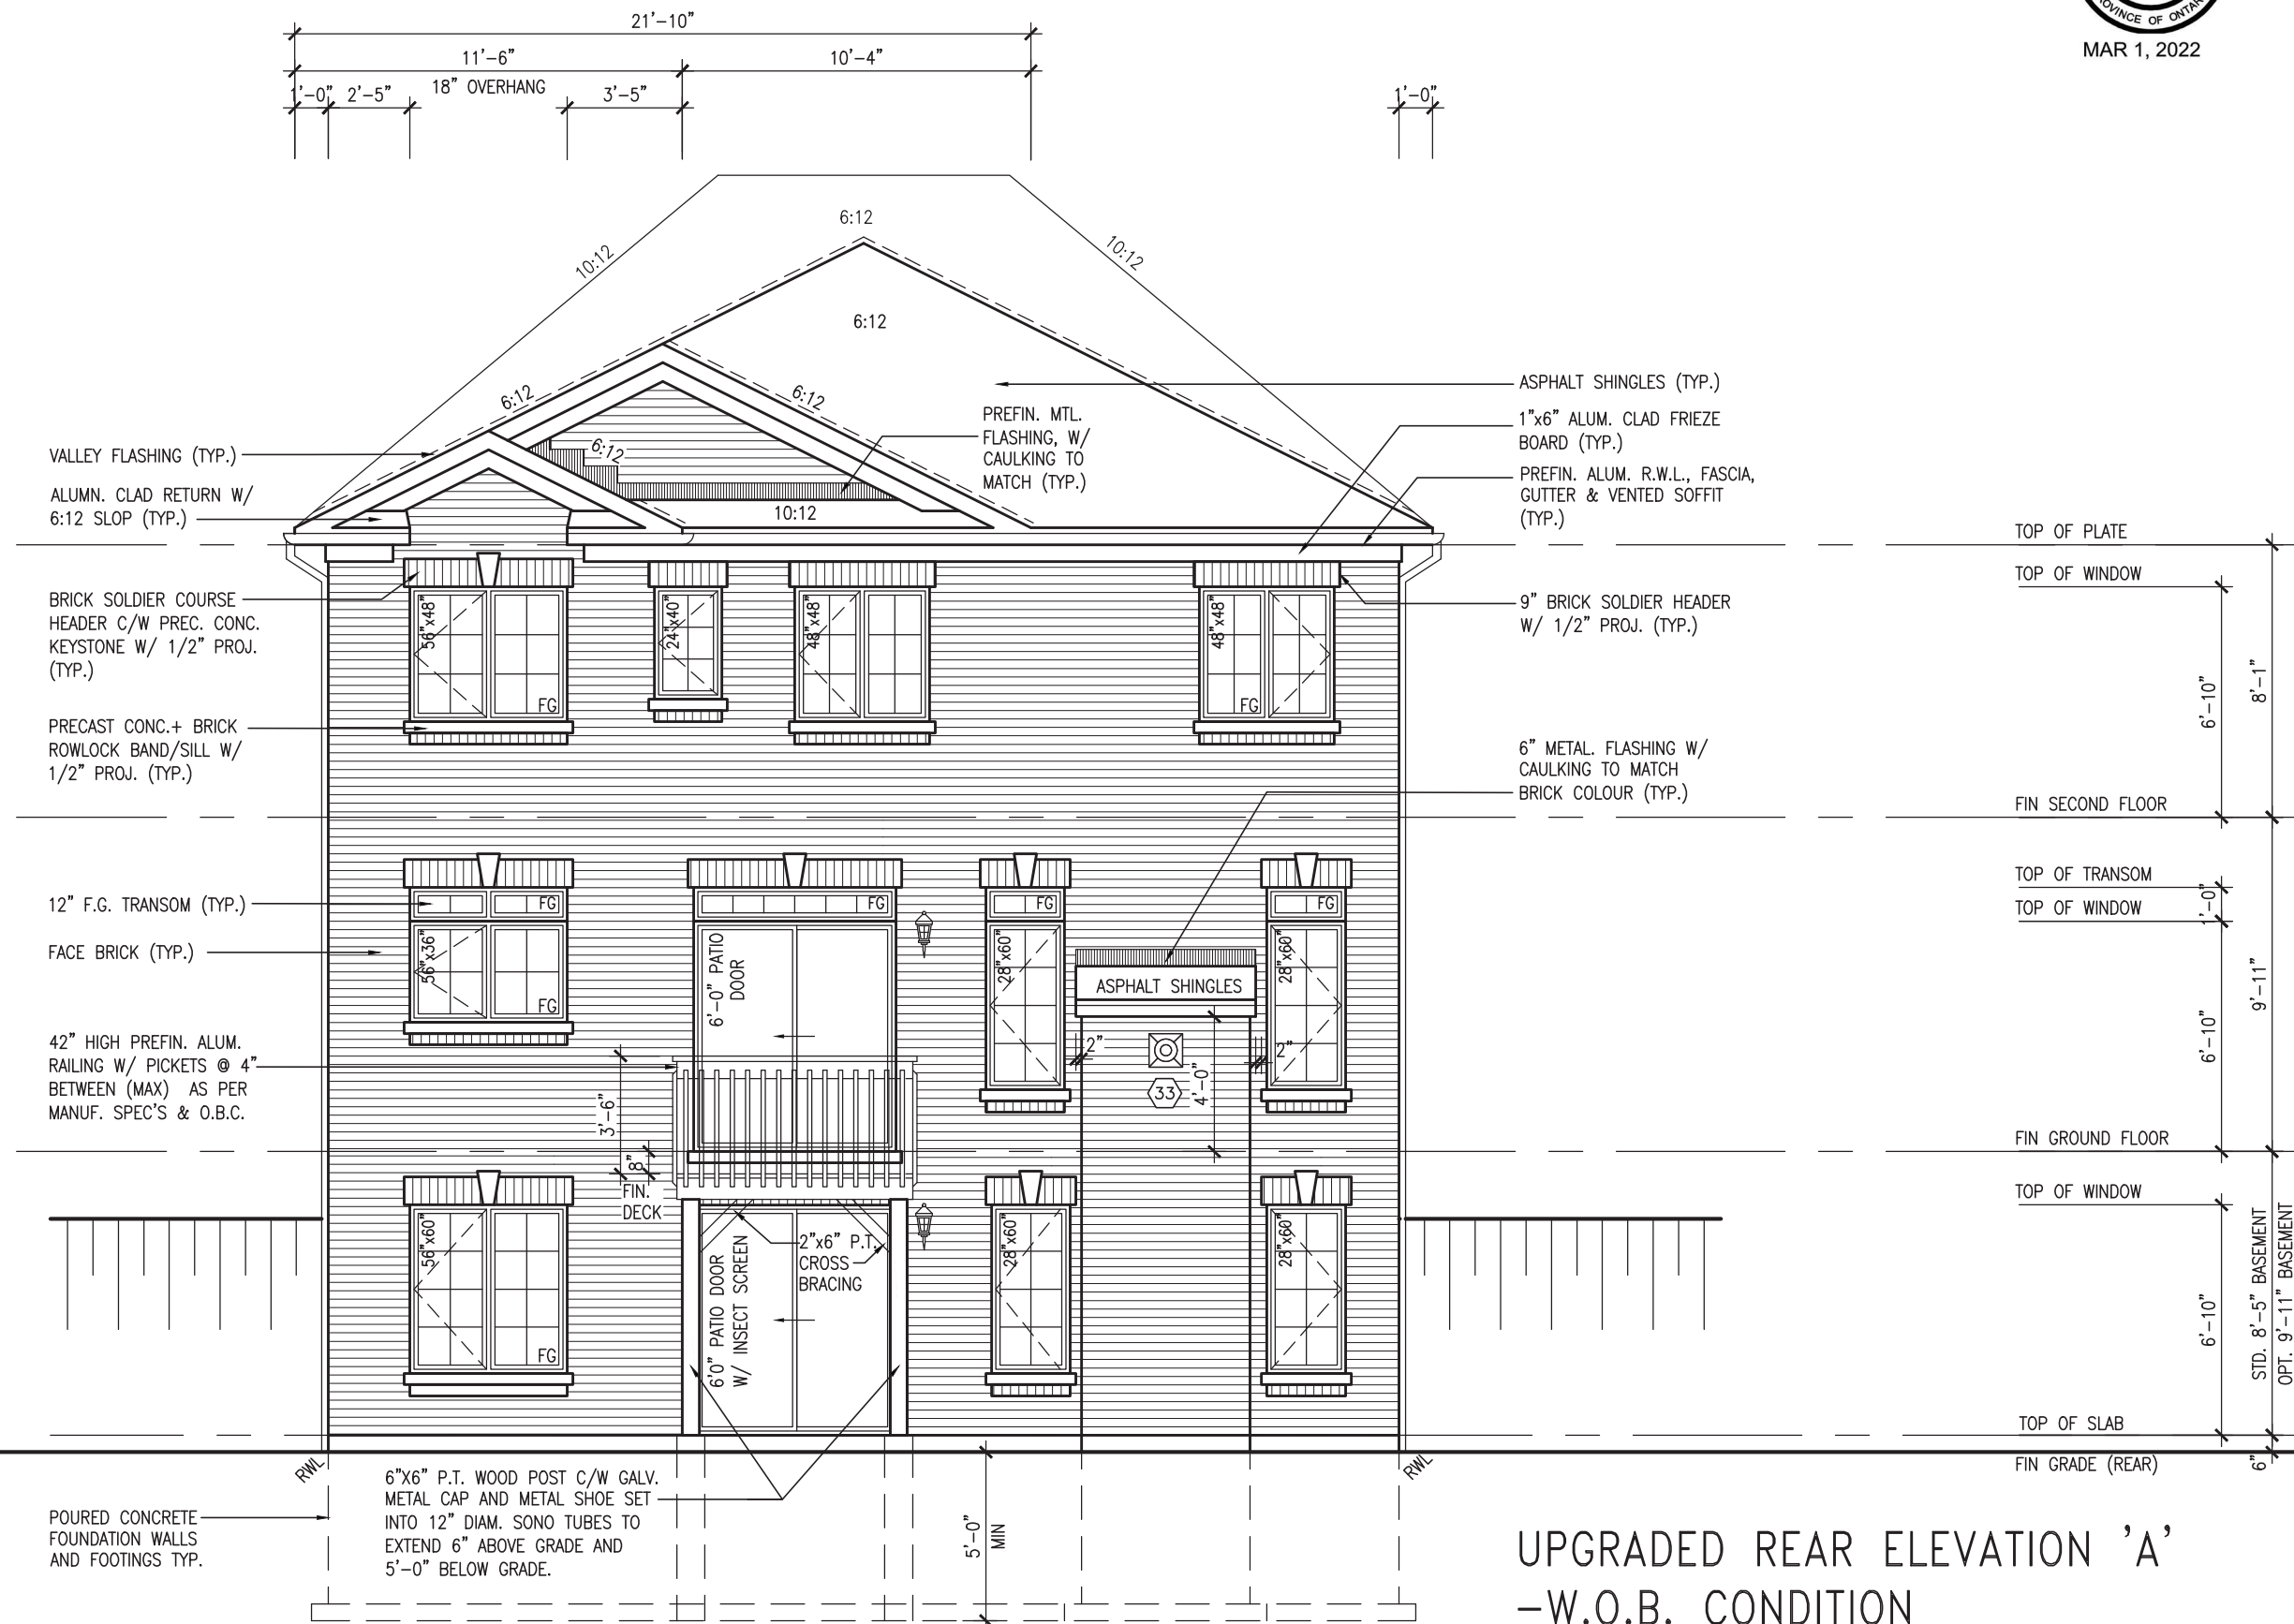 21'-10"
11'-6"
10'-4"
1'-0"
2'-5"
18" OVERHANG
3'-5"
1'-0"
PROVINCE OF ONTARIO
MAR 1, 2022
6:12
10:12
10:12
6:12
6:12
6:12
6:12
10:12
VALLEY FLASHING (TYP.)
ALUMN. CLAD RETURN W/
6:12 SLOP (TYP.)
BRICK SOLDIER COURSE
HEADER C/W PREC. CONC.
KEYSTONE W/ 1/2" PROJ.
(TYP.)
PRECAST CONC.+ BRICK
ROWLOCK BAND/SILL W/
1/2" PROJ. (TYP.)
12" F.G. TRANSOM (TYP.)
FACE BRICK (TYP.)
42" HIGH PREFIN. ALUM.
RAILING W/ PICKETS @ 4"
BETWEEN (MAX) AS PER
MANUF. SPEC'S & O.B.C.
POURED CONCRETE
FOUNDATION WALLS
AND FOOTINGS TYP.
PREFIN. MTL.
FLASHING, W/
CAULKING TO
MATCH (TYP.)
56"x48"
FG
24"x40"
48"x48"
48"x48"
FG
FG
56"x36"
FG
FG
6'-0" PATIO
DOOR
FG
28"x60"
FG
28"x60"
ASPHALT SHINGLES
2"
2"
33
4'-0"
3'-6"
8"
FIN.
DECK
56"x60"
FG
6'0" PATIO DOOR
W/ INSECT SCREEN
2"x6" P.T.
CROSS
BRACING
28"x60"
28"x60"
RWL
RWL
6"X6" P.T. WOOD POST C/W GALV.
METAL CAP AND METAL SHOE SET
INTO 12" DIAM. SONO TUBES TO
EXTEND 6" ABOVE GRADE AND
5'-0" BELOW GRADE.
5'-0"
MIN
ASPHALT SHINGLES (TYP.)
1"x6" ALUM. CLAD FRIEZE
BOARD (TYP.)
PREFIN. ALUM. R.W.L., FASCIA,
GUTTER & VENTED SOFFIT
(TYP.)
9" BRICK SOLDIER HEADER
W/ 1/2" PROJ. (TYP.)
6" METAL. FLASHING W/
CAULKING TO MATCH
BRICK COLOUR (TYP.)
TOP OF PLATE
TOP OF WINDOW
6'-10"
8'-1"
FIN SECOND FLOOR
TOP OF TRANSOM
1'-0"
TOP OF WINDOW
6'-10"
9'-11"
FIN GROUND FLOOR
TOP OF WINDOW
6'-10"
STD. 8'-5" BASEMENT
OPT. 9'-11" BASEMENT
TOP OF SLAB
FIN GRADE (REAR)
6"
UPGRADED REAR ELEVATION 'A'
-W.O.B. CONDITION